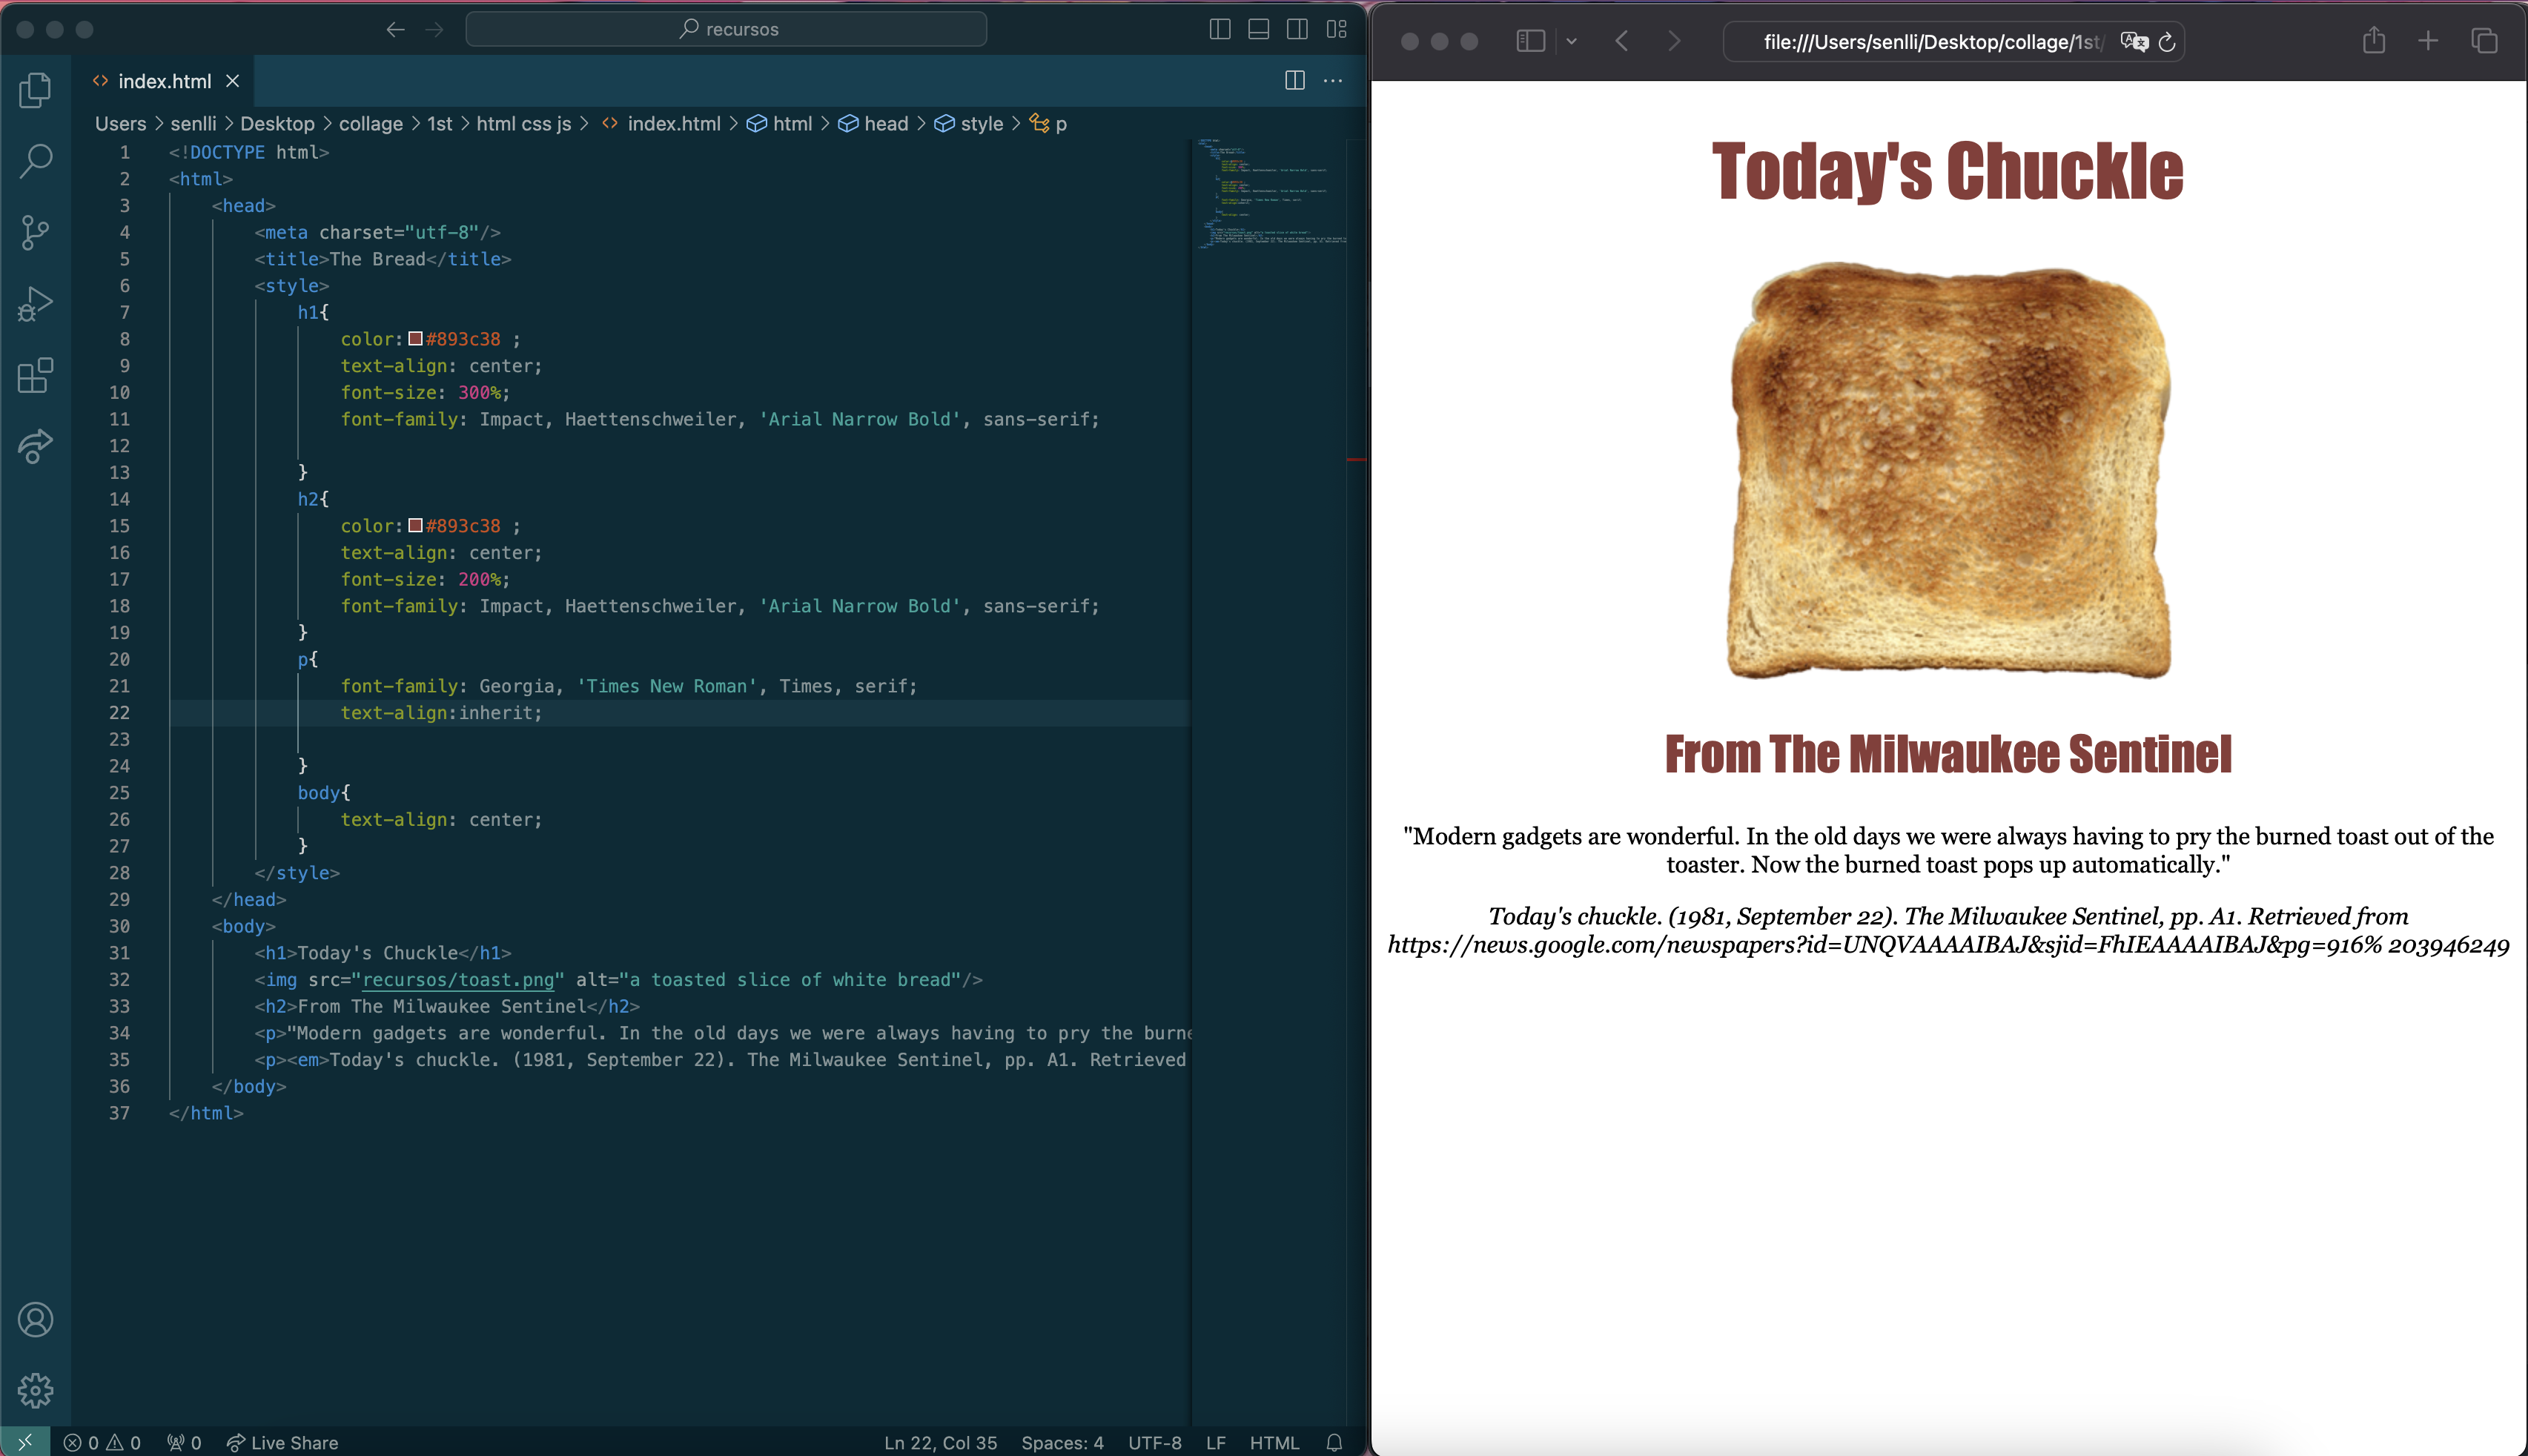 recursos
index.html
Users > senlli > Desktop > collage > 1st > html css js > index.html > html > head > style > p
1 <!DOCTYPE html>
2 <html>
3 <head>
4 <meta charset="utf-8"/>
5 <title>The Bread</title>
6 <style>
7 h1{
8 color:#893c38 ;
9 text-align: center;
10 font-size: 300%;
11 font-family: Impact, Haettenschweiler, 'Arial Narrow Bold', sans-serif;
12
13 }
14 h2{
15 color:#893c38 ;
16 text-align: center;
17 font-size: 200%;
18 font-family: Impact, Haettenschweiler, 'Arial Narrow Bold', sans-serif;
19 }
20 p{
21 font-family: Georgia, 'Times New Roman', Times, serif;
22 text-align:inherit;
23
24 }
25 body{
26 text-align: center;
27 }
28 </style>
29 </head>
30 <body>
31 <h1>Today's Chuckle</h1>
32 <img src="recursos/toast.png" alt="a toasted slice of white bread"/>
33 <h2>From The Milwaukee Sentinel</h2>
34 <p>"Modern gadgets are wonderful. In the old days we were always having to pry the burne
35 <p><em>Today's chuckle. (1981, September 22). The Milwaukee Sentinel, pp. A1. Retrieved
36 </body>
37 </html>
0 0 0 Live Share Ln 22, Col 35 Spaces: 4 UTF-8 LF HTML
file:///Users/senlli/Desktop/collage/1st/
Today's Chuckle
From The Milwaukee Sentinel
"Modern gadgets are wonderful. In the old days we were always having to pry the burned toast out of the
toaster. Now the burned toast pops up automatically."
Today's chuckle. (1981, September 22). The Milwaukee Sentinel, pp. A1. Retrieved from
https://news.google.com/newspapers?id=UNQVAAAAIBAJ&sjid=FhIEAAAAIBAJ&pg=916% 203946249